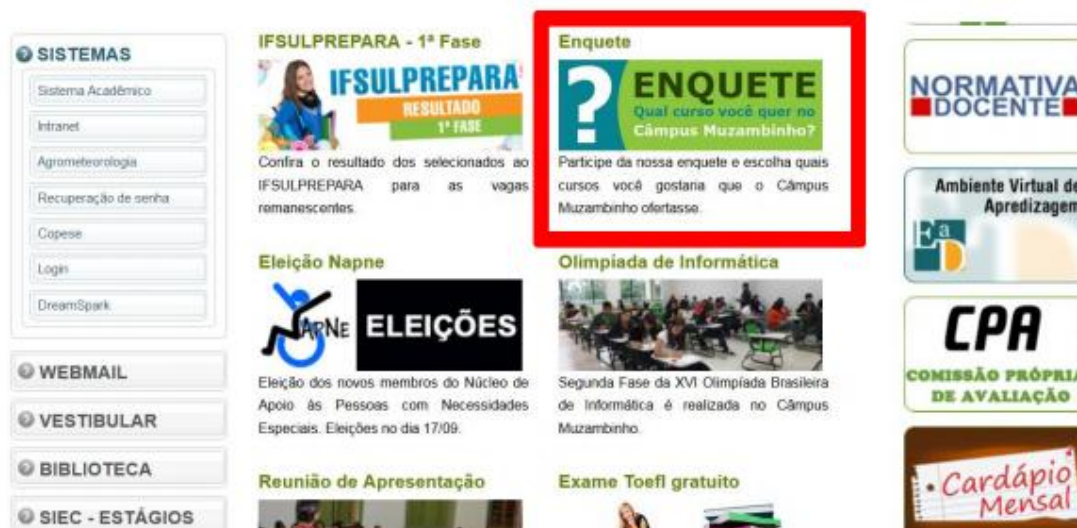 SISTEMAS
Sistema Acadêmico
Intranet
Agrometeorologia
Recuperação de senha
Copese
Login
DreamSpark
WEBMAIL
VESTIBULAR
BIBLIOTECA
SIEC - ESTÁGIOS
IFSULPREPARA - 1ª Fase
IFSULPREPARA
RESULTADO
1ª FASE
Confira o resultado dos selecionados ao
IFSULPREPARA para as vagas
remanescentes.
Enquete
?
ENQUETE
Qual curso você quer no
Câmpus Muzambinho?
Participe da nossa enquete e escolha quais
cursos você gostaria que o Câmpus
Muzambinho ofertasse.
Eleição Napne
NAPNE
ELEIÇÕES
Eleição dos novos membros do Núcleo de
Apoio às Pessoas com Necessidades
Especiais. Eleições no dia 17/09.
Olimpíada de Informática
Segunda Fase da XVI Olimpíada Brasileira
de Informática é realizada no Câmpus
Muzambinho.
Reunião de Apresentação
Exame Toefl gratuito
NORMATIVA
DOCENTE
Ambiente Virtual de
Apredizagem
EaD
CPA
COMISSÃO PRÓPRIA
DE AVALIAÇÃO
Cardápio
Mensal